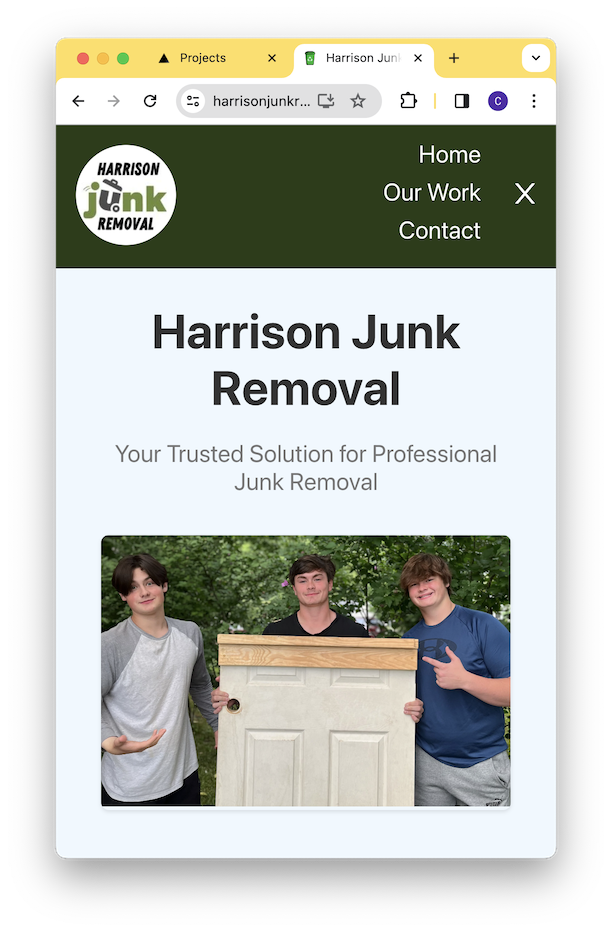 Projects
Harrison Junk
harrisonjunkr...
C
HARRISON
junk
REMOVAL
Home
Our Work
X
Contact
Harrison Junk
Removal
Your Trusted Solution for Professional
Junk Removal